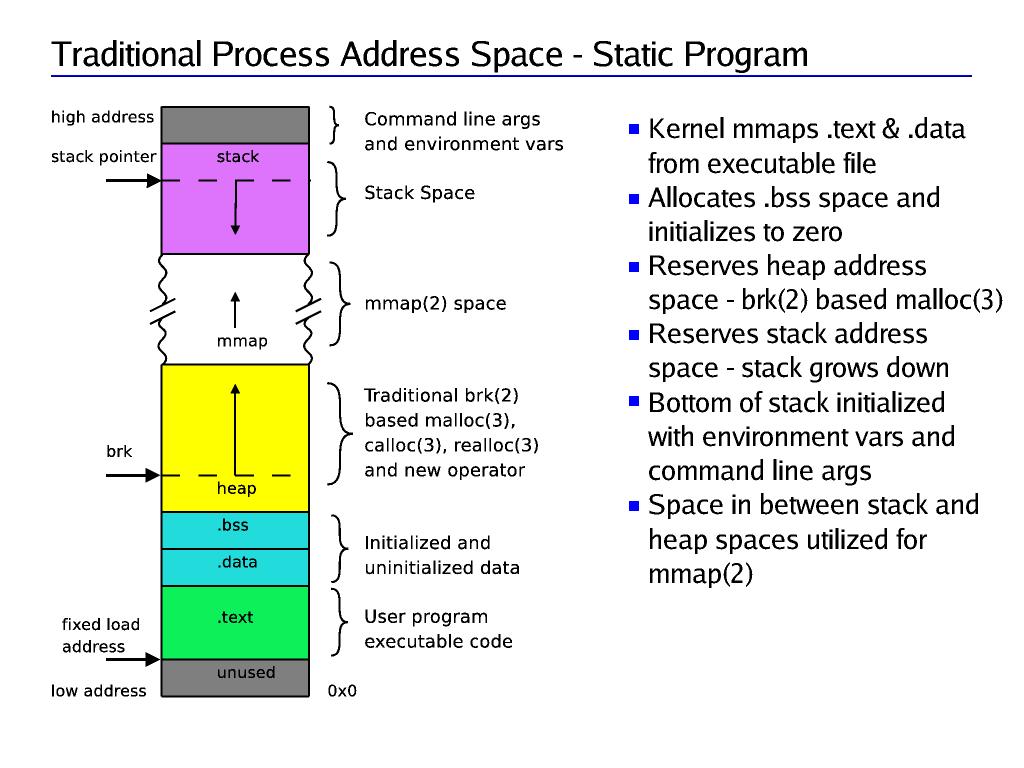 Traditional Process Address Space - Static Program
high address
Command line args
and environment vars
stack pointer
stack
Stack Space
mmap(2) space
mmap
Traditional brk(2)
based malloc(3),
calloc(3), realloc(3)
and new operator
brk
heap
.bss
.data
Initialized and
uninitialized data
.text
User program
executable code
fixed load
address
unused
low address
0x0
Kernel mmaps .text & .data
from executable file
Allocates .bss space and
initializes to zero
Reserves heap address
space - brk(2) based malloc(3)
Reserves stack address
space - stack grows down
Bottom of stack initialized
with environment vars and
command line args
Space in between stack and
heap spaces utilized for
mmap(2)